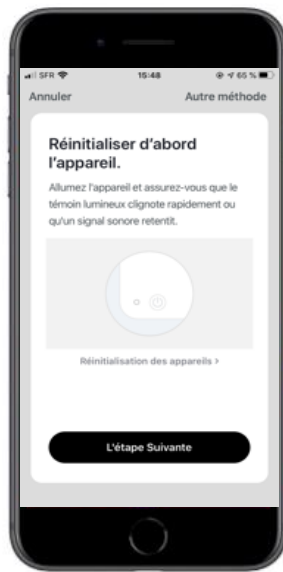 SFR 15:48 65 %
Annuler Autre méthode
Réinitialiser d'abord
l'appareil.
Allumez l'appareil et assurez-vous que le
témoin lumineux clignote rapidement ou
qu'un signal sonore retentit.
Réinitialisation des appareils >
L'étape Suivante